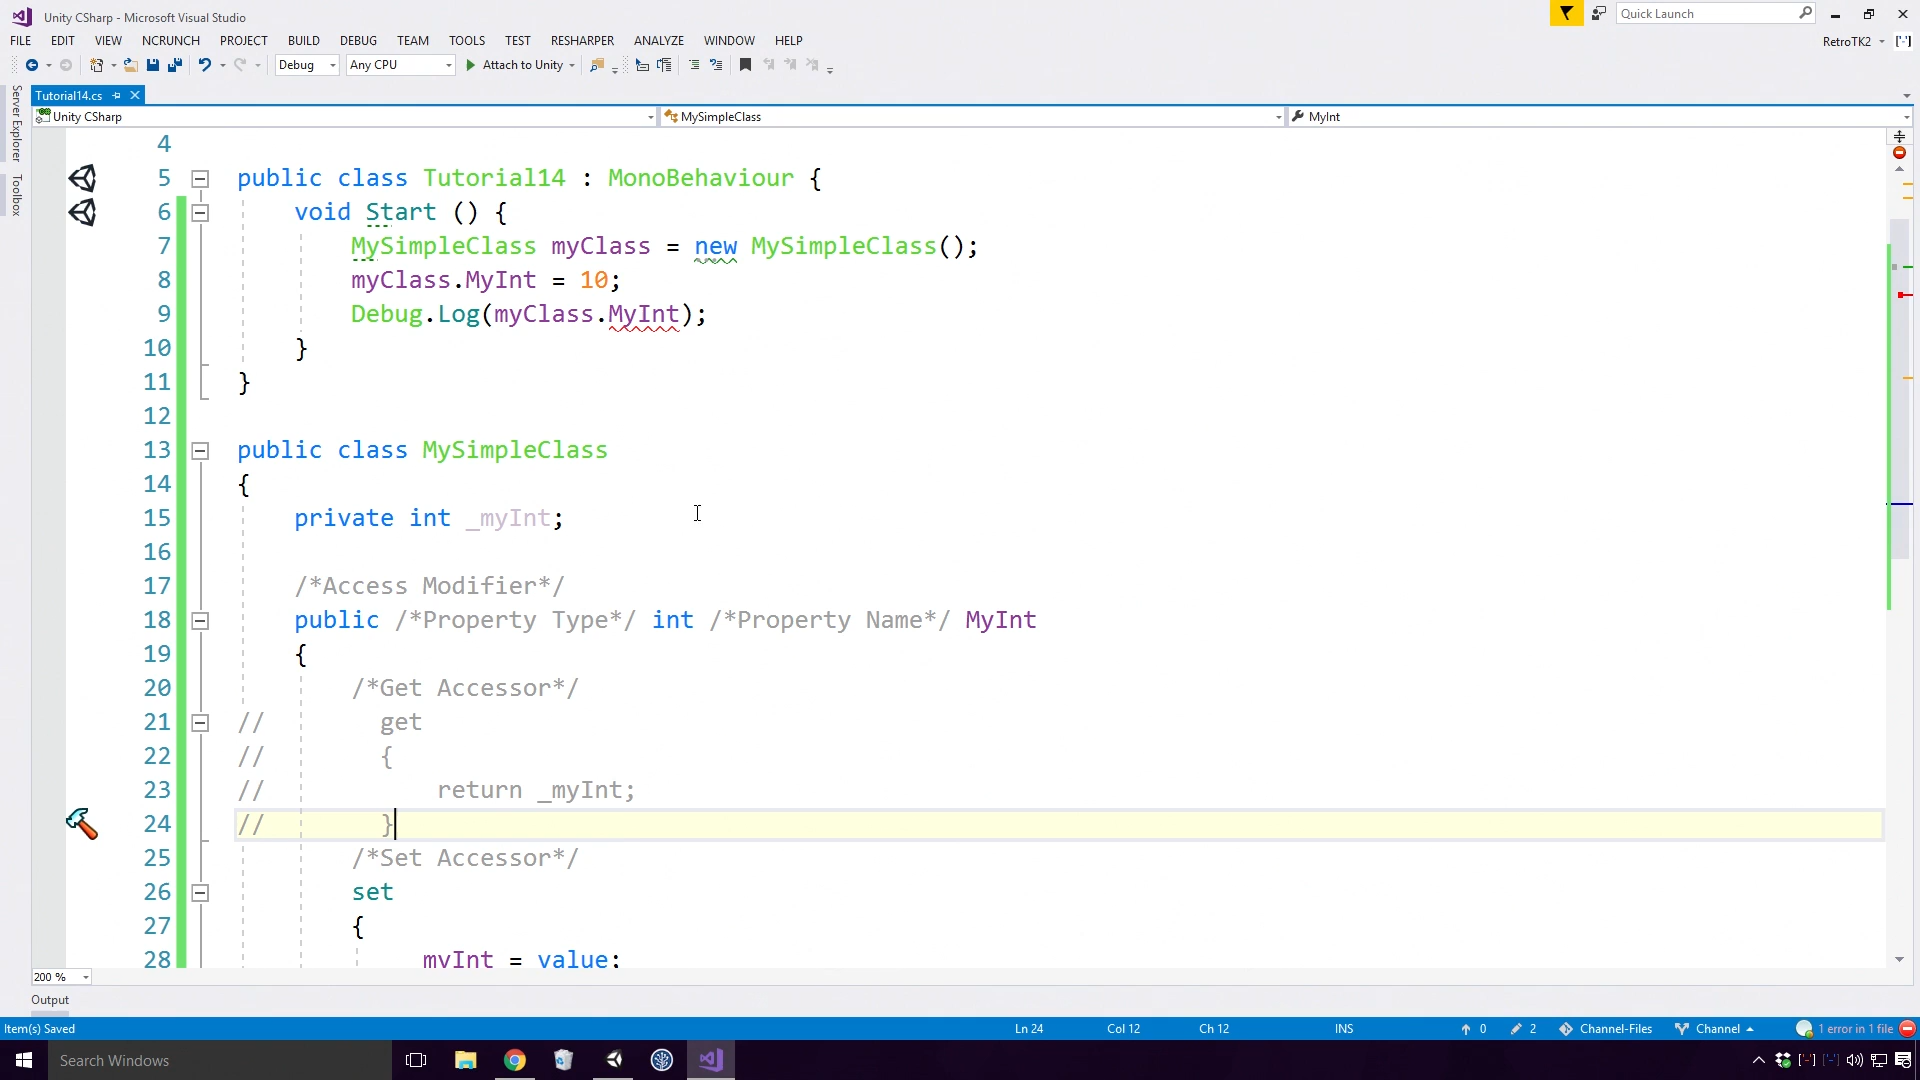 Unity CSharp - Microsoft Visual Studio
Quick Launch
FILE EDIT VIEW NCRUNCH PROJECT BUILD DEBUG TEAM TOOLS TEST RESHARPER ANALYZE WINDOW HELP
RetroTK2
Debug Any CPU Attach to Unity
Server Explorer
Toolbox
Tutorial14.cs
Unity CSharp MySimpleClass MyInt
4
5 public class Tutorial14 : MonoBehaviour {
6 void Start () {
7 MySimpleClass myClass = new MySimpleClass();
8 myClass.MyInt = 10;
9 Debug.Log(myClass.MyInt);
10 }
11 }
12
13 public class MySimpleClass
14 {
15 private int _myInt;
16
17 /*Access Modifier*/
18 public /*Property Type*/ int /*Property Name*/ MyInt
19 {
20 /*Get Accessor*/
21 // get
22 // {
23 // return _myInt;
24 // }
25 /*Set Accessor*/
26 set
27 {
28 myInt = value;
200 %
Output
Item(s) Saved Ln 24 Col 12 Ch 12 INS 0 2 Channel-Files Channel 1 error in 1 file
Search Windows